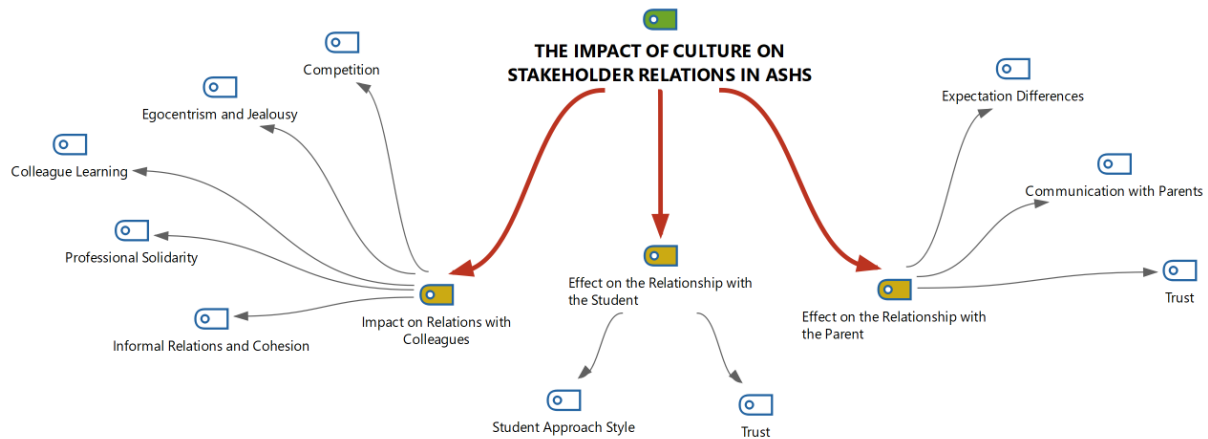 THE IMPACT OF CULTURE ON
STAKEHOLDER RELATIONS IN ASHS
Competition
Egocentrism and Jealousy
Colleague Learning
Professional Solidarity
Informal Relations and Cohesion
Impact on Relations with
Colleagues
Effect on the Relationship with
the Student
Student Approach Style
Trust
Effect on the Relationship with
the Parent
Expectation Differences
Communication with Parents
Trust